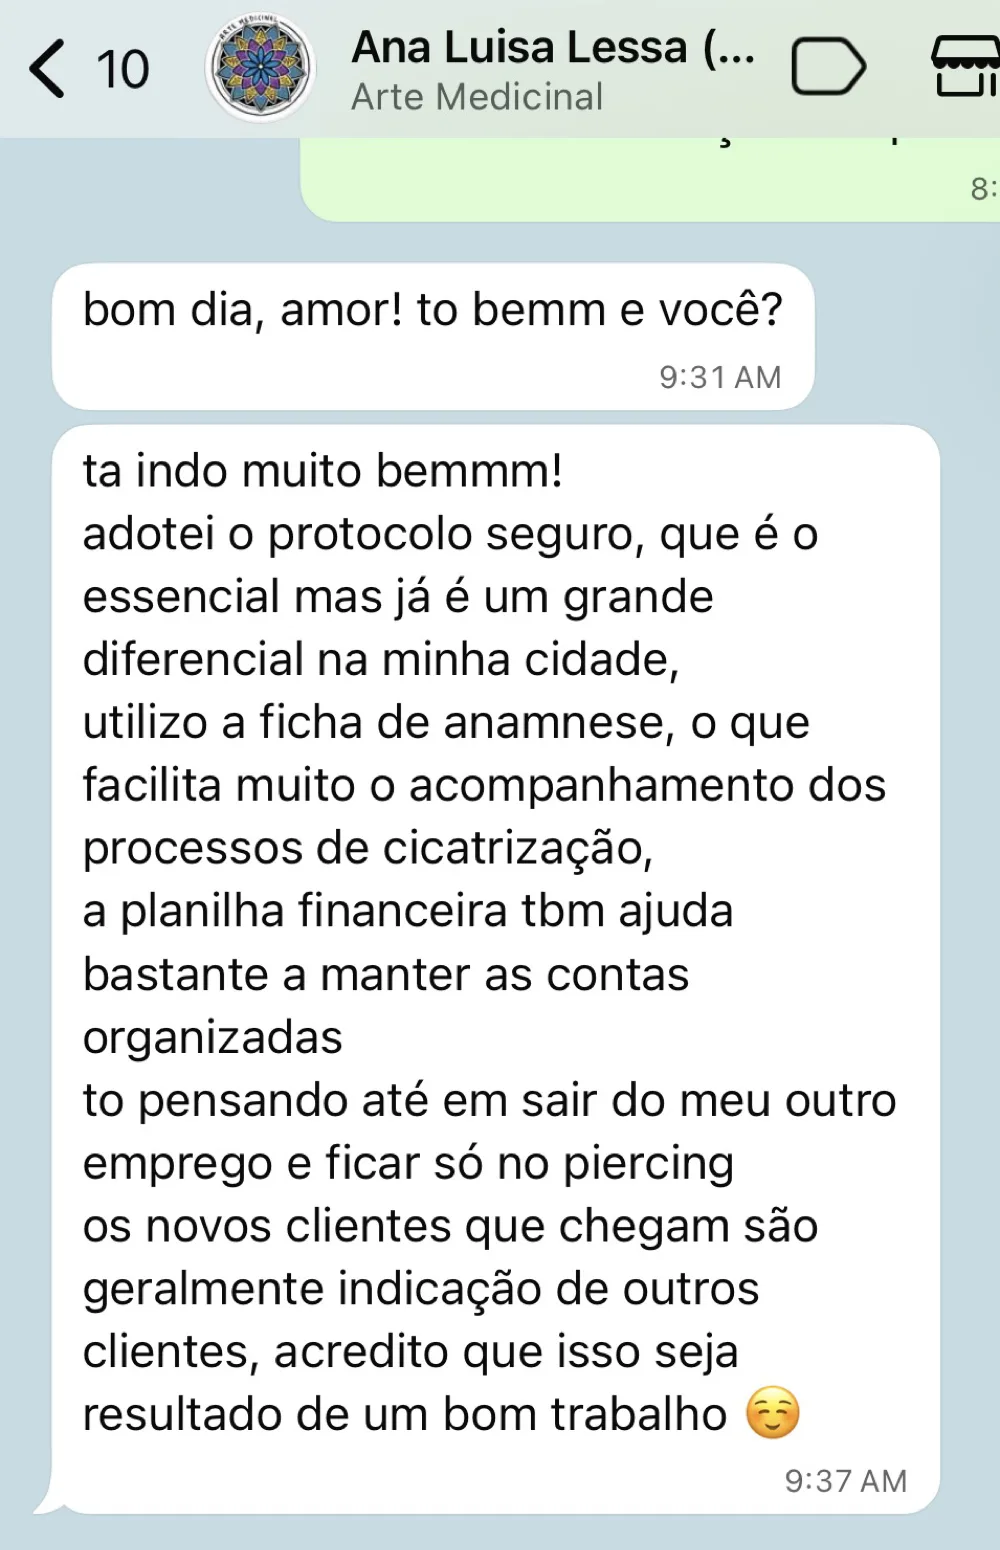 10
ARTE MEDICINAL
Ana Luisa Lessa (...
Arte Medicinal
8:
bom dia, amor! to bemm e você?
9:31 AM
ta indo muito bemmm!
adotei o protocolo seguro, que é o
essencial mas já é um grande
diferencial na minha cidade,
utilizo a ficha de anamnese, o que
facilita muito o acompanhamento dos
processos de cicatrização,
a planilha financeira tbm ajuda
bastante a manter as contas
organizadas
to pensando até em sair do meu outro
emprego e ficar só no piercing
os novos clientes que chegam são
geralmente indicação de outros
clientes, acredito que isso seja
resultado de um bom trabalho ☺️
9:37 AM